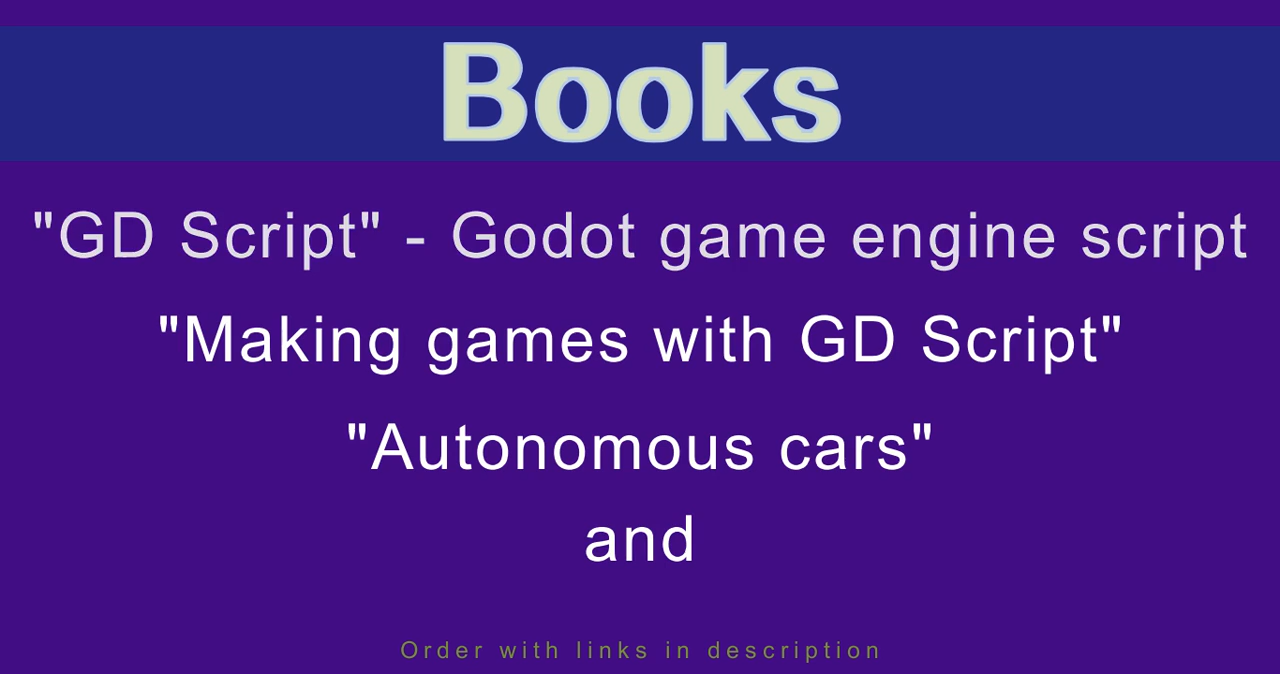 Books
"GD Script" - Godot game engine script
"Making games with GD Script"
"Autonomous cars"
and
Order with links in description